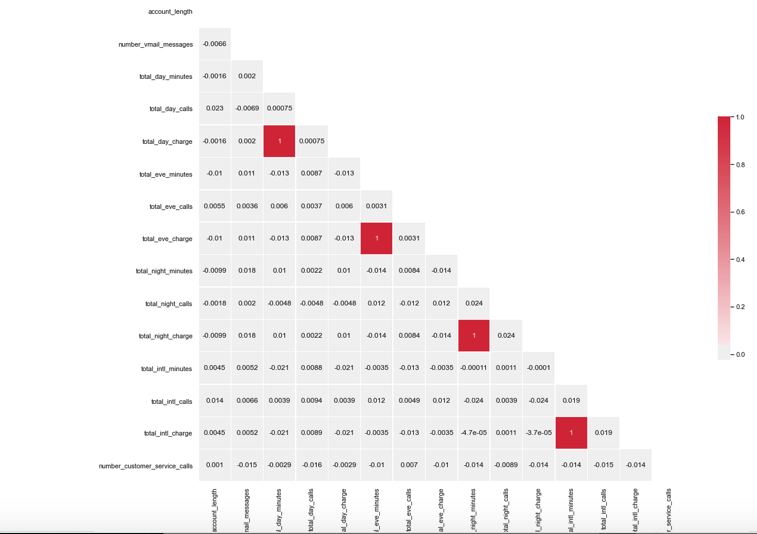 account_length
number_vmail_messages -0.0066
total_day_minutes -0.0016 0.002
total_day_calls 0.023 -0.0069 0.00075
total_day_charge -0.0016 0.002 1 0.00075
total_eve_minutes -0.01 0.011 -0.013 0.0087 -0.013
total_eve_calls 0.0055 0.0036 0.006 0.0037 0.006 0.0031
total_eve_charge -0.01 0.011 -0.013 0.0087 -0.013 1 0.0031
total_night_minutes -0.0099 0.018 0.01 0.0022 0.01 -0.014 0.0084 -0.014
total_night_calls -0.0018 0.002 -0.0048 -0.0048 -0.0048 0.012 -0.012 0.012 0.024
total_night_charge -0.0099 0.018 0.01 0.0022 0.01 -0.014 0.0084 -0.014 1 0.024
total_intl_minutes 0.0045 0.0052 -0.021 0.0088 -0.021 -0.0035 -0.013 -0.0035 -0.00011 0.0011 -0.0001
total_intl_calls 0.014 0.0066 0.0039 0.0094 0.0039 0.012 0.0049 0.012 -0.024 0.0039 -0.024 0.019
total_intl_charge 0.0045 0.0052 -0.021 0.0089 -0.021 -0.0035 -0.013 -0.0035 -4.7e-05 0.0011 -3.7e-05 1 0.019
number_customer_service_calls 0.001 -0.015 -0.0029 -0.016 -0.0029 -0.01 0.007 -0.01 -0.014 -0.0089 -0.014 -0.014 -0.015 -0.014
account_length
nail_messages
l_day_minutes
otal_day_calls
al_day_charge
l_eve_minutes
otal_eve_calls
al_eve_charge
_night_minutes
otal_night_calls
l_night_charge
tal_intl_minutes
total_intl_calls
otal_intl_charge
r_service_calls
1.0
0.8
0.6
0.4
0.2
0.0